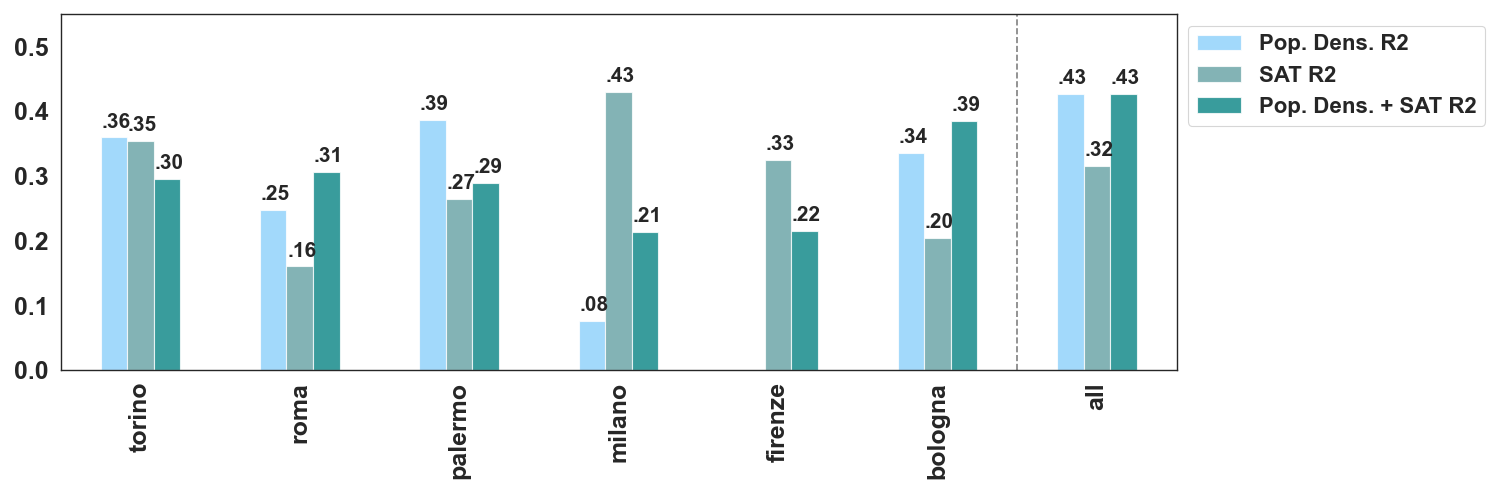 0.5
0.4
0.3
0.2
0.1
0.0
.36
.35
.30
.25
.16
.31
.39
.27
.29
.08
.43
.21
.33
.22
.34
.20
.39
.43
.32
.43
torino
roma
palermo
milano
firenze
bologna
all
Pop. Dens. R2
SAT R2
Pop. Dens. + SAT R2